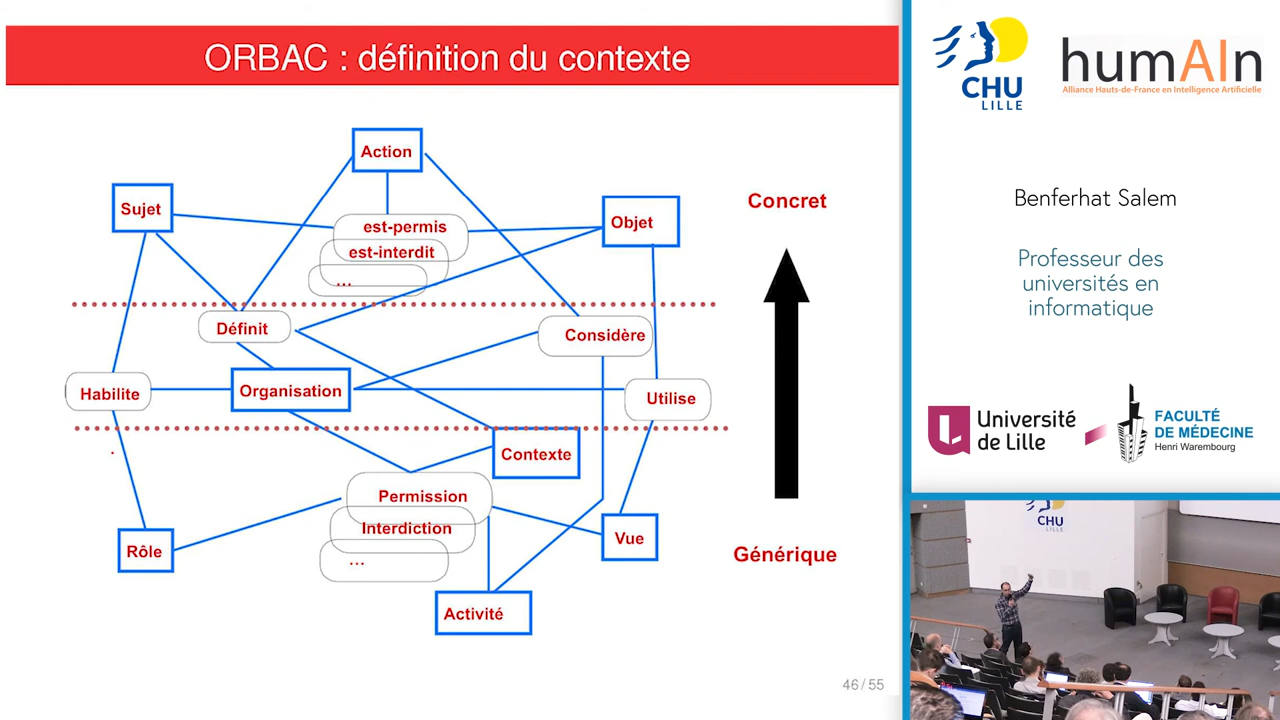 ORBAC : définition du contexte
Action
Sujet
est-permis
Objet
est-interdit
...
Définit
Considère
Habilite
Organisation
Utilise
Contexte
Permission
Interdiction
...
Rôle
Vue
Activité
Concret
Générique
46 / 55
CHU
LILLE
humAIn
Alliance Hauts-de-France en Intelligence Artificielle
Benferhat Salem
Professeur des
universités en
informatique
Université
de Lille
FACULTÉ
DE MÉDECINE
Henri Warembourg
CHU
LILLE